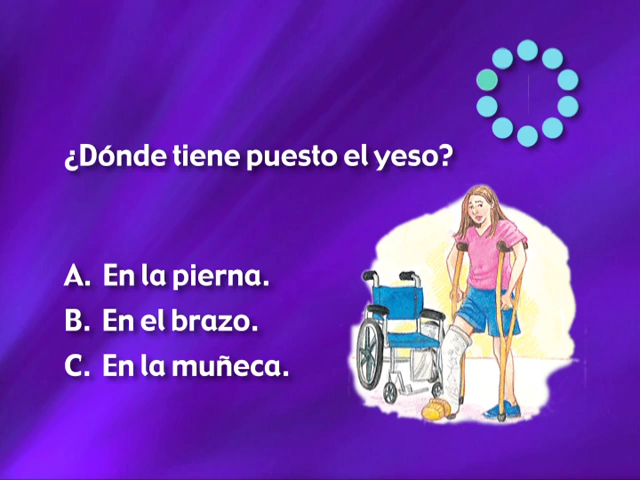 ¿Dónde tiene puesto el yeso?
A. En la pierna.
B. En el brazo.
C. En la muñeca.